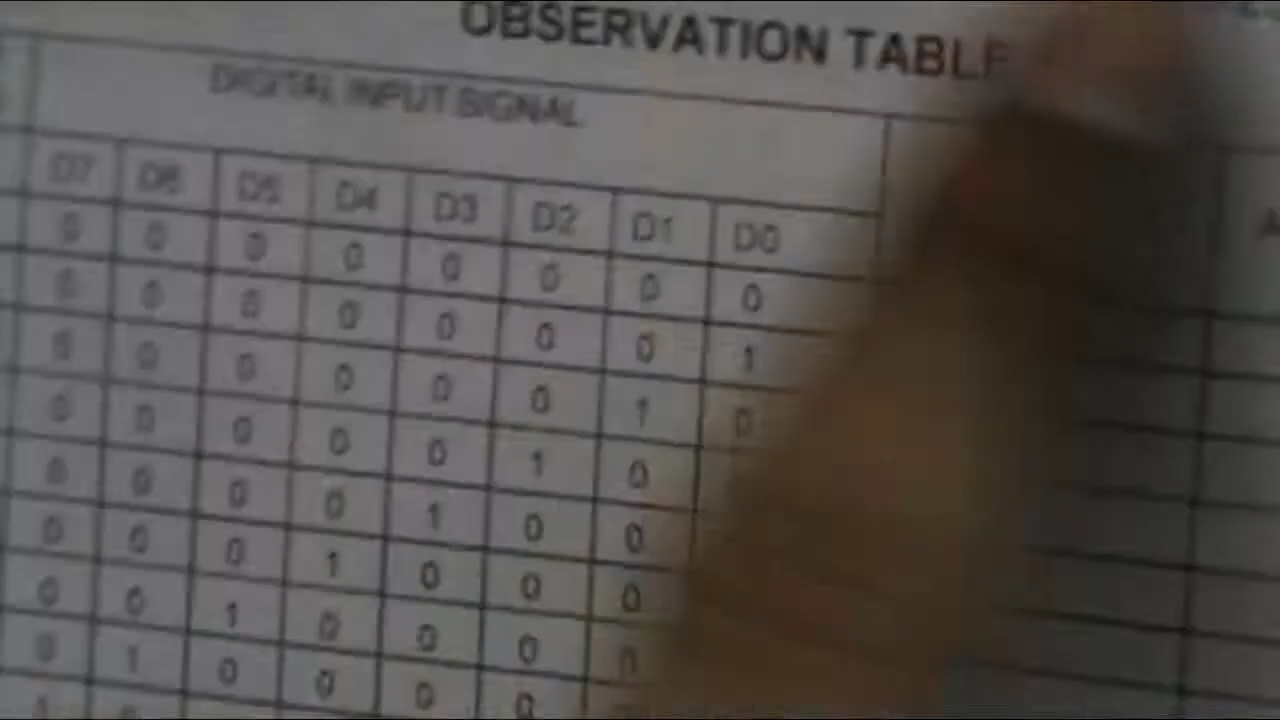 OBSERVATION TABLE
DIGITAL INPUT SIGNAL
D7 D6 D5 D4 D3 D2 D1 D0
0 0 0 0 0 0 0 0
0 0 0 0 0 0 0 1
0 0 0 0 0 0 1 0
0 0 0 0 0 1 0
0 0 0 0 1 0 0
0 0 0 1 0 0 0
0 0 1 0 0 0 0
0 1 0 0 0 0
1